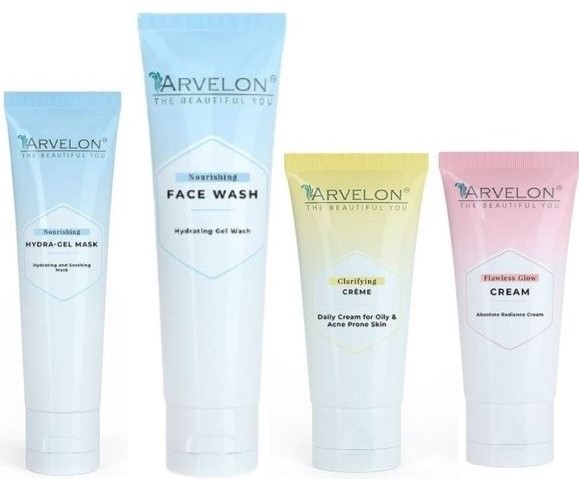 ARVELON®
THE BEAUTIFUL YOU
Nourishing
HYDRA-GEL MASK
Hydrating and Soothing
Mask
ARVELON®
THE BEAUTIFUL YOU
Nourishing
FACE WASH
Hydrating Gel Wash
ARVELON®
THE BEAUTIFUL YOU
Clarifying
CRÈME
Daily Cream for Oily &
Acne Prone Skin
ARVELON®
THE BEAUTIFUL YOU
Flawless Glow
CREAM
Absolute Radiance Cream